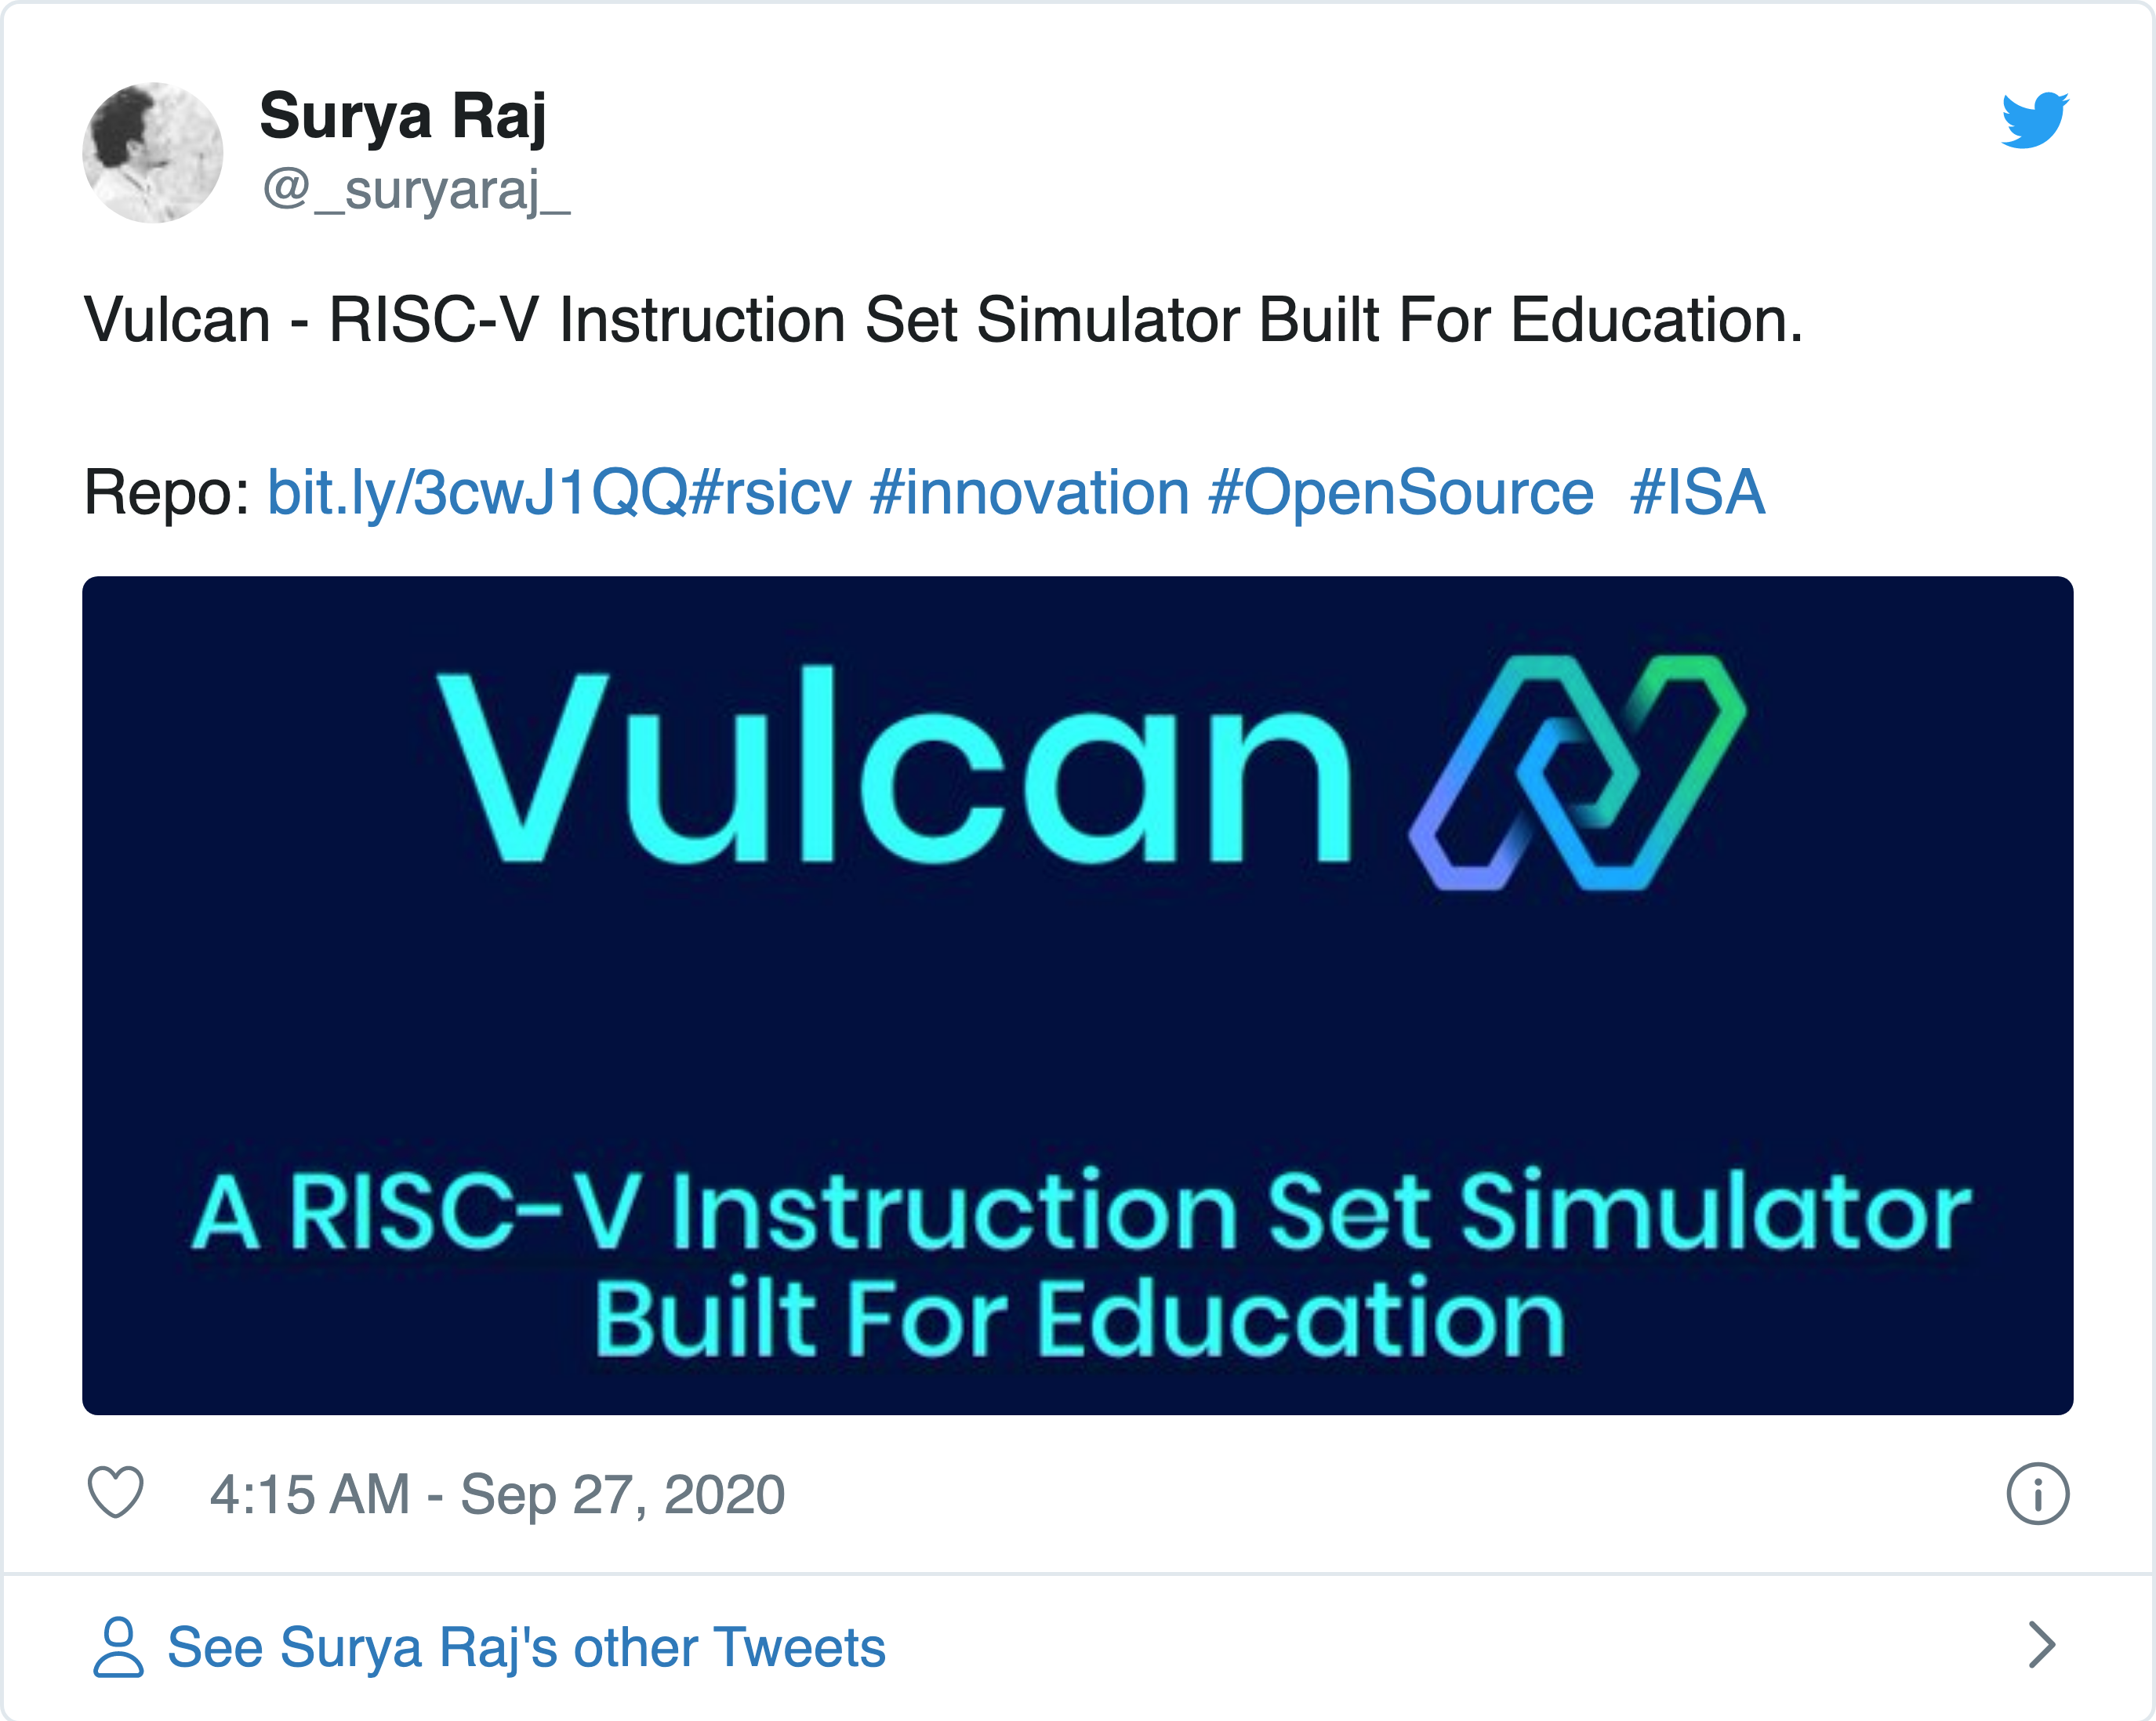 Surya Raj
@_suryaraj_
Vulcan - RISC-V Instruction Set Simulator Built For Education.
Repo: bit.ly/3cwJ1QQ#rsicv #innovation #OpenSource #ISA
Vulcan
A RISC-V Instruction Set Simulator
Built For Education
4:15 AM - Sep 27, 2020
See Surya Raj's other Tweets